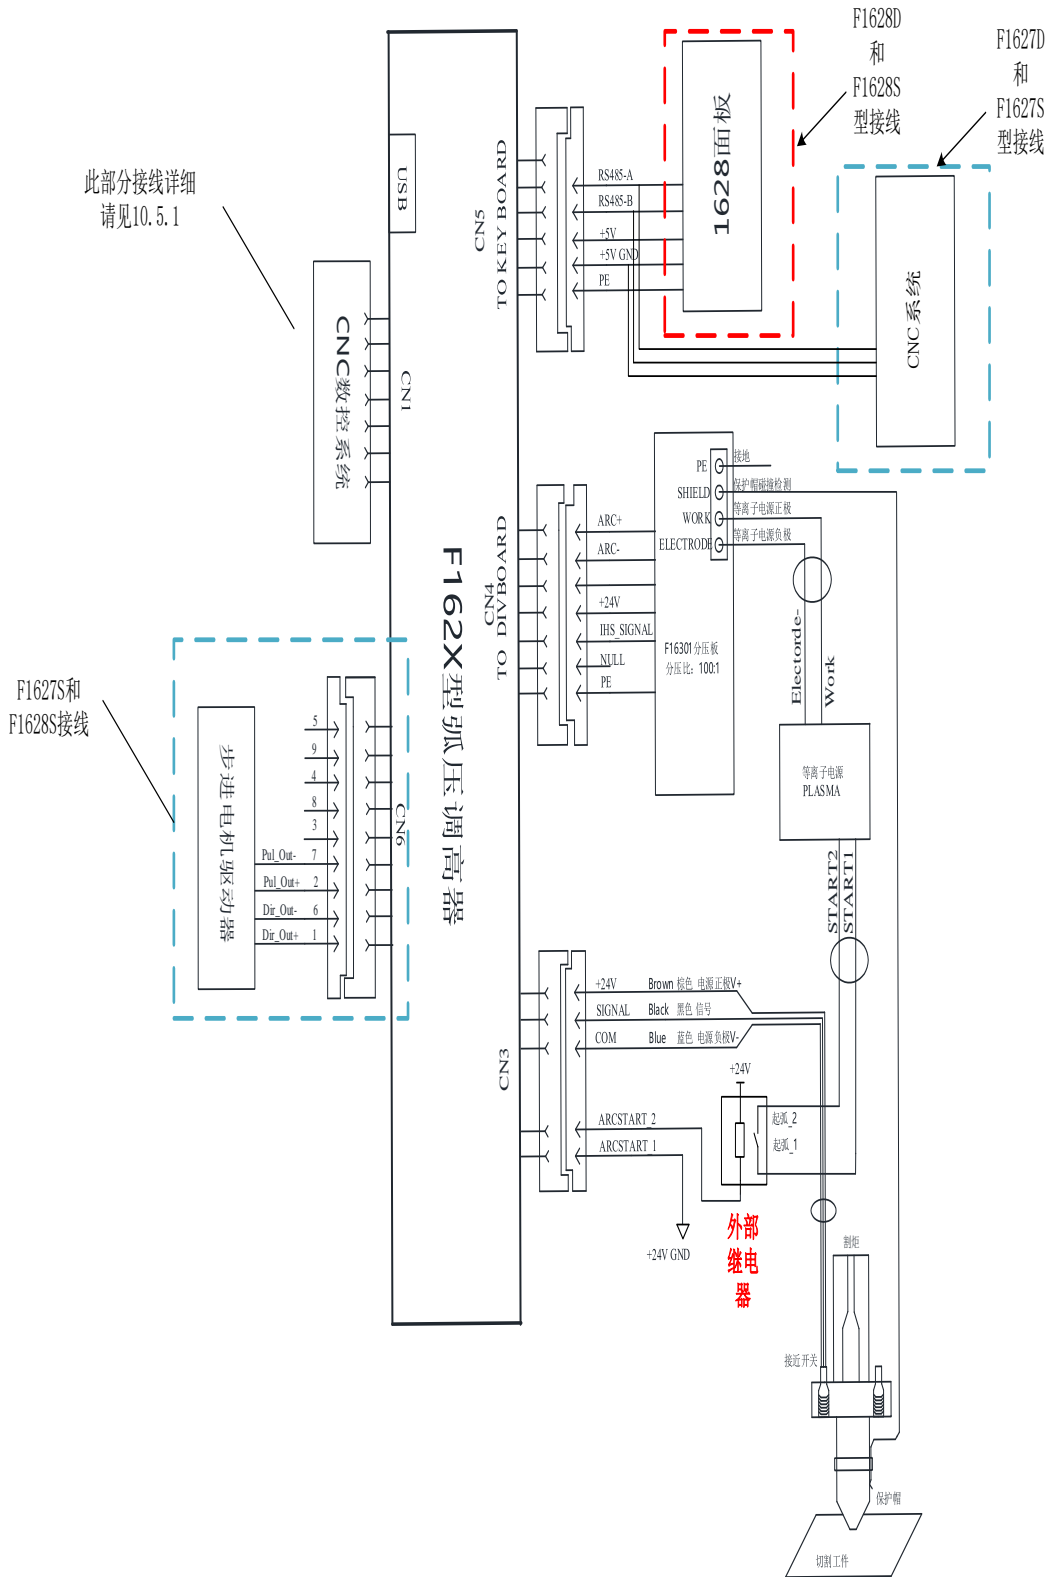 F1628D
和
F1628S
型接线
F1627D
和
F1627S
型接线
此部分接线详细
请见10.5.1
USB
CN5
TO KEY BOARD
RS485-A
RS485-B
+5V
+5V GND
PE
1628面板
CNC系统
CNC数控系统
CN1
F162X型弧压调高器
CN4
TO DIVBOARD
ARC+
ARC-
+24V
IHS_SIGNAL
NULL
PE
PE
SHIELD
WORK
ELECTRODE
接地
保护帽碰撞检测
等离子电源正极
等离子电源负极
F16301分压板
分压比：100:1
Electorde-
Work
等离子电源
PLASMA
START2
START1
F1627S和
F1628S接线
步进电机驱动器
5
9
4
8
3
Pul_Out- 7
Pul_Out+ 2
Dir_Out- 6
Dir_Out+ 1
CN6
CN3
+24V Brown 棕色 电源正极V+
SIGNAL Black 黑色 信号
COM Blue 蓝色 电源负极V-
+24V
ARCSTART_2
ARCSTART_1
起弧_2
起弧_1
+24V GND
外部
继电
器
割炬
接近开关
保护帽
切割工件